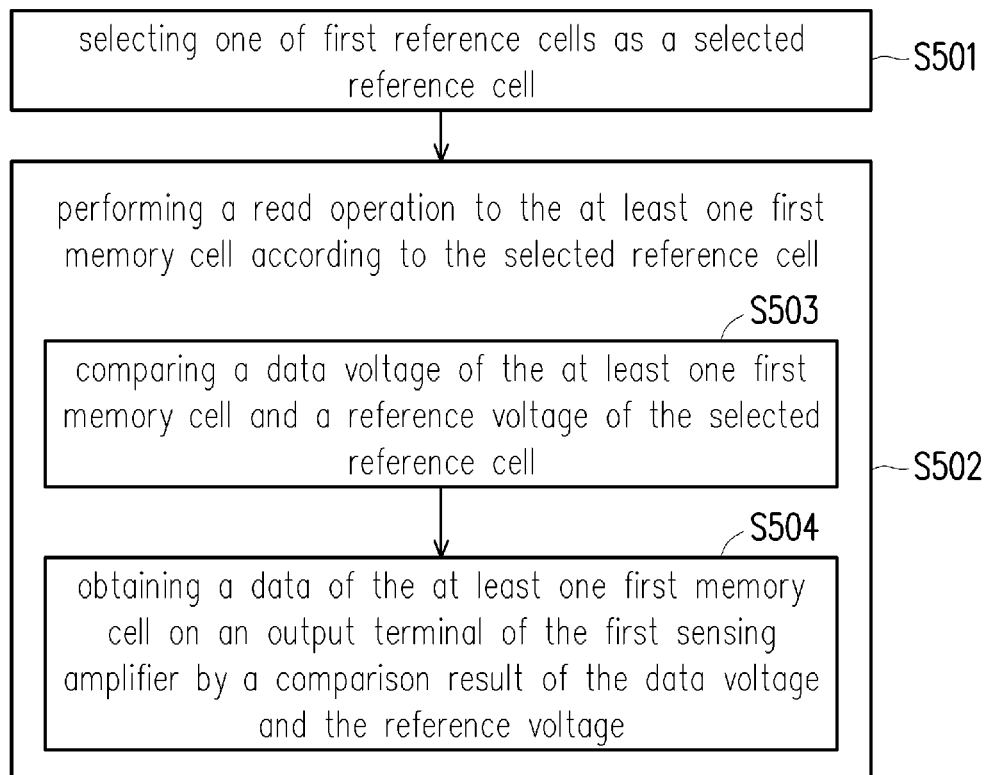 selecting one of first reference cells as a selected
reference cell
S501
performing a read operation to the at least one first
memory cell according to the selected reference cell
S503
comparing a data voltage of the at least one first
memory cell and a reference voltage of the selected
reference cell
S502
S504
obtaining a data of the at least one first memory
cell on an output terminal of the first sensing
amplifier by a comparison result of the data voltage
and the reference voltage